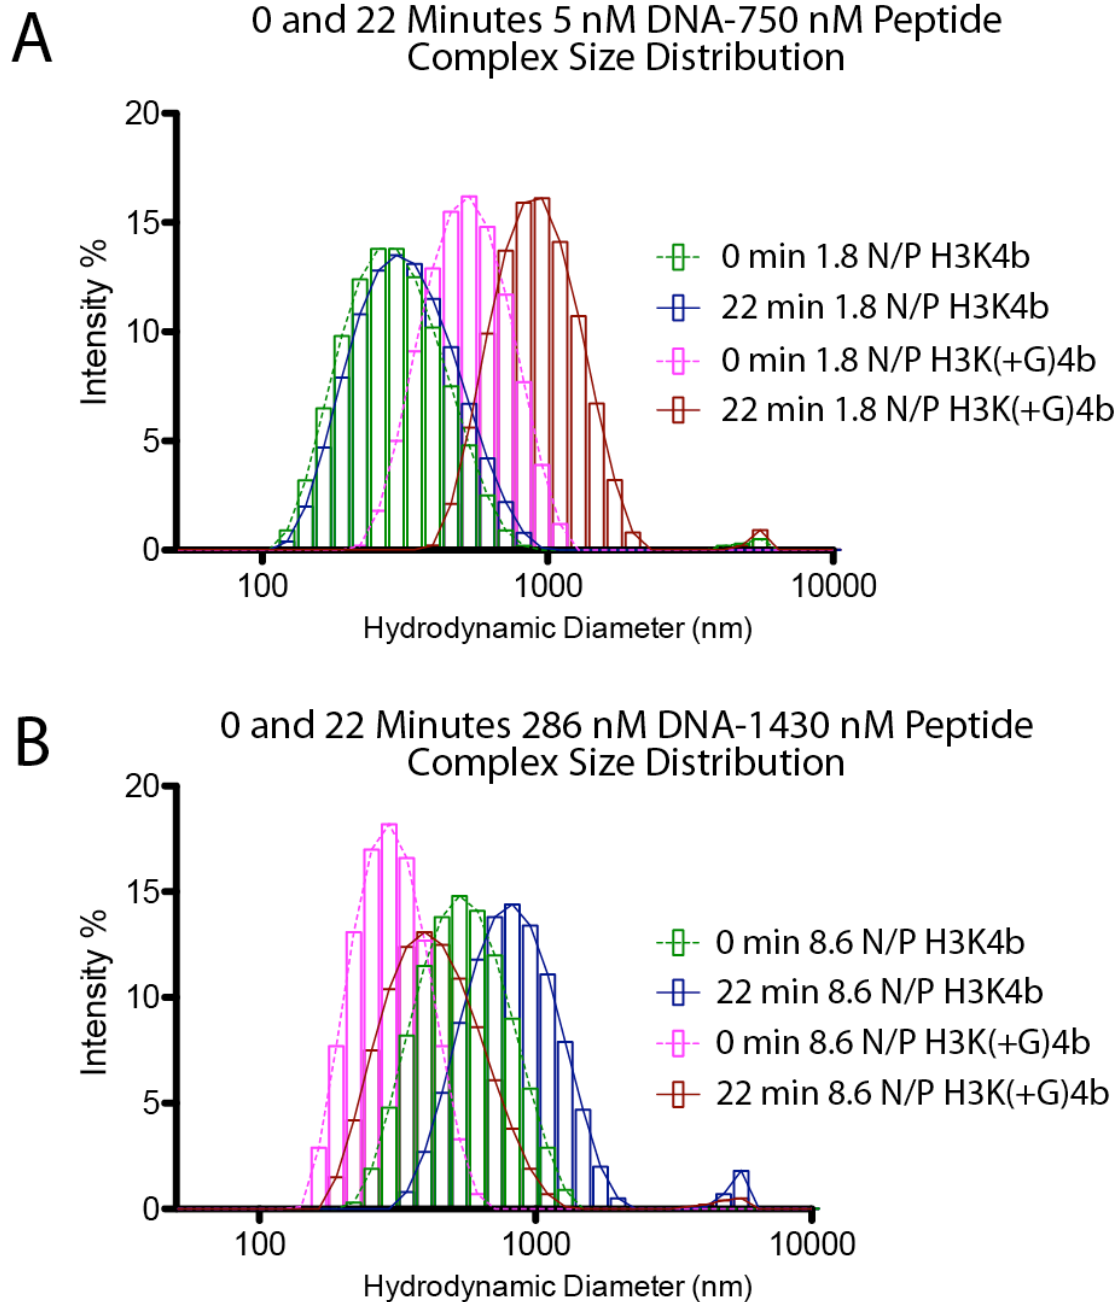 A
0 and 22 Minutes 5 nM DNA-750 nM Peptide
Complex Size Distribution
20
15
10
5
0
Intensity %
100
1000
10000
Hydrodynamic Diameter (nm)
0 min 1.8 N/P H3K4b
22 min 1.8 N/P H3K4b
0 min 1.8 N/P H3K(+G)4b
22 min 1.8 N/P H3K(+G)4b
B
0 and 22 Minutes 286 nM DNA-1430 nM Peptide
Complex Size Distribution
20
15
10
5
0
Intensity %
100
1000
10000
Hydrodynamic Diameter (nm)
0 min 8.6 N/P H3K4b
22 min 8.6 N/P H3K4b
0 min 8.6 N/P H3K(+G)4b
22 min 8.6 N/P H3K(+G)4b